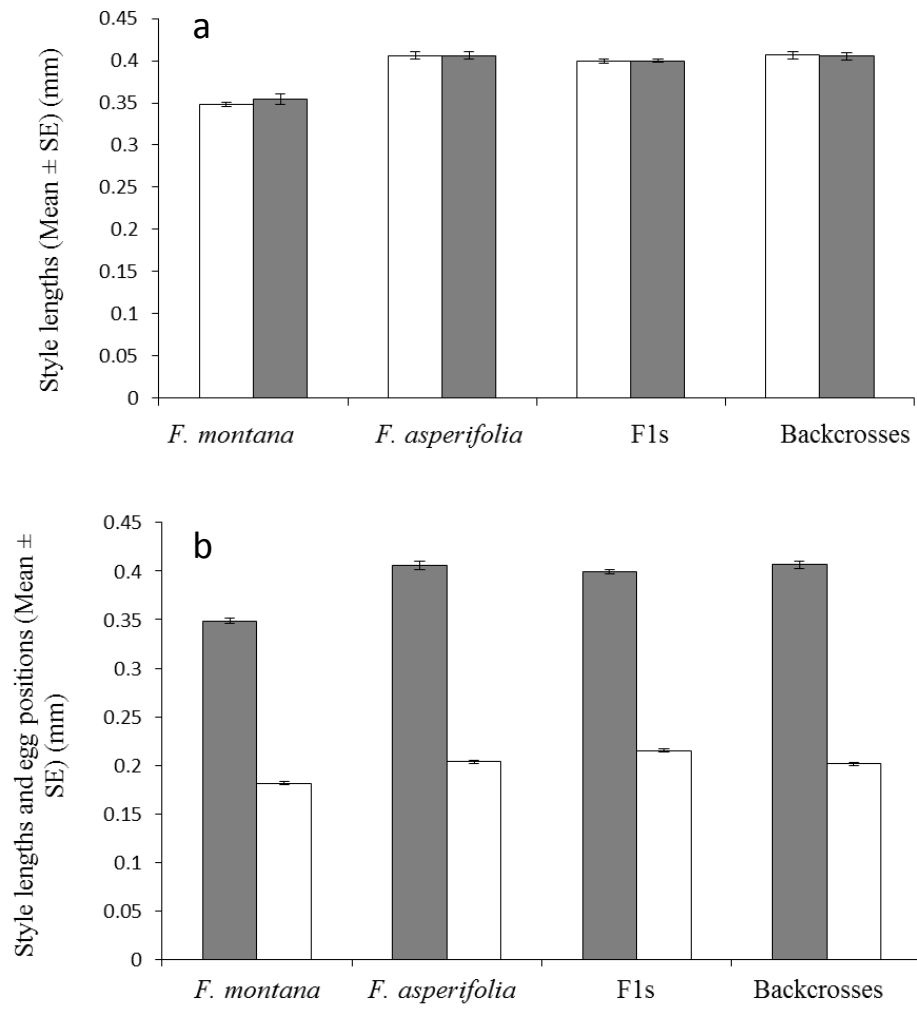 a
Style lengths (Mean ± SE) (mm)
0.45
0.4
0.35
0.3
0.25
0.2
0.15
0.1
0.05
0
F. montana F. asperifolia F1s Backcrosses
b
Style lengths and egg positions (Mean ±
SE) (mm)
0.45
0.4
0.35
0.3
0.25
0.2
0.15
0.1
0.05
0
F. montana F. asperifolia F1s Backcrosses